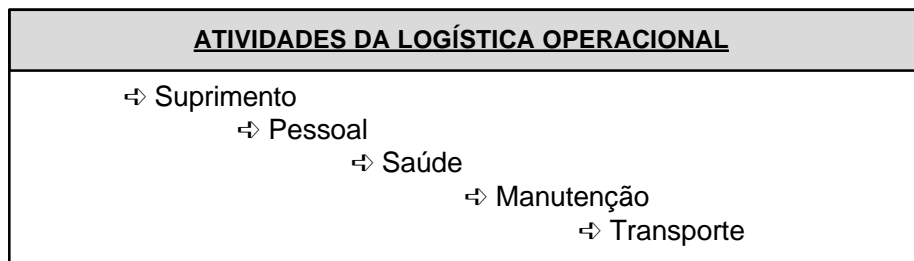 ATIVIDADES DA LOGÍSTICA OPERACIONAL
➪ Suprimento
➪ Pessoal
➪ Saúde
➪ Manutenção
➪ Transporte